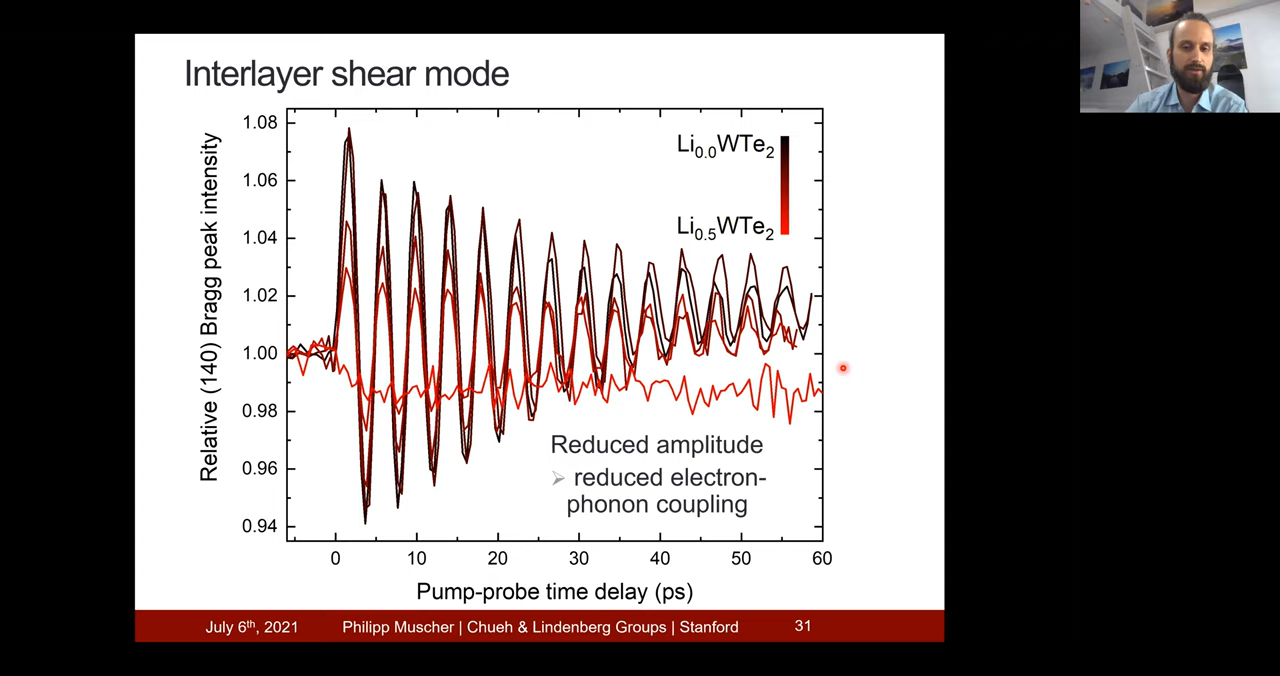 Interlayer shear mode
Relative (140) Bragg peak intensity
1.08
1.06
1.04
1.02
1.00
0.98
0.96
0.94
Li0.0WTe2
Li0.5WTe2
Reduced amplitude
➢ reduced electron-
phonon coupling
0 10 20 30 40 50 60
Pump-probe time delay (ps)
July 6th, 2021 Philipp Muscher | Chueh & Lindenberg Groups | Stanford 31